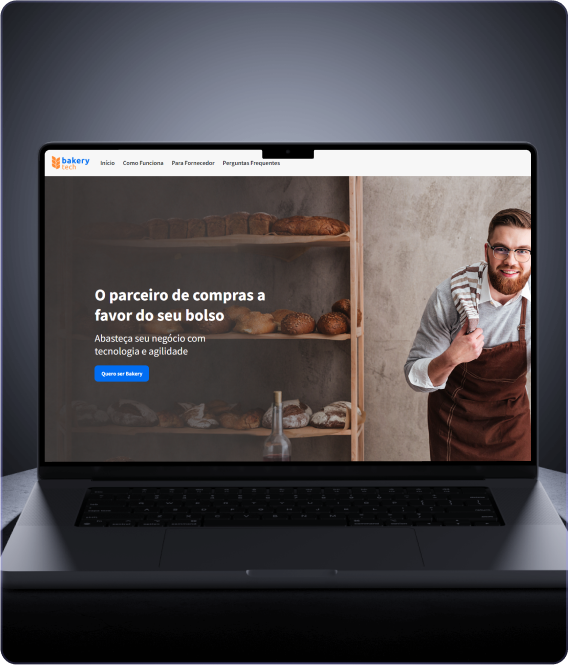 bakery
tech
Início Como Funciona Para Fornecedor Perguntas Frequentes
O parceiro de compras a
favor do seu bolso
Abasteça seu negócio com
tecnologia e agilidade
Quero ser Bakery